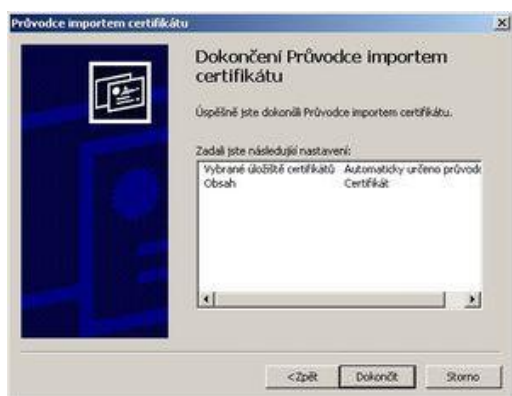 Průvodce importem certifikátu
Dokončení Průvodce importem
certifikátu
Úspěšně jste dokončili Průvodce importem certifikátu.
Zadali jste následující nastavení:
Vybrané úložiště certifikátů Automaticky určeno průvod
Obsah Certifikát
<Zpět Dokončit Storno